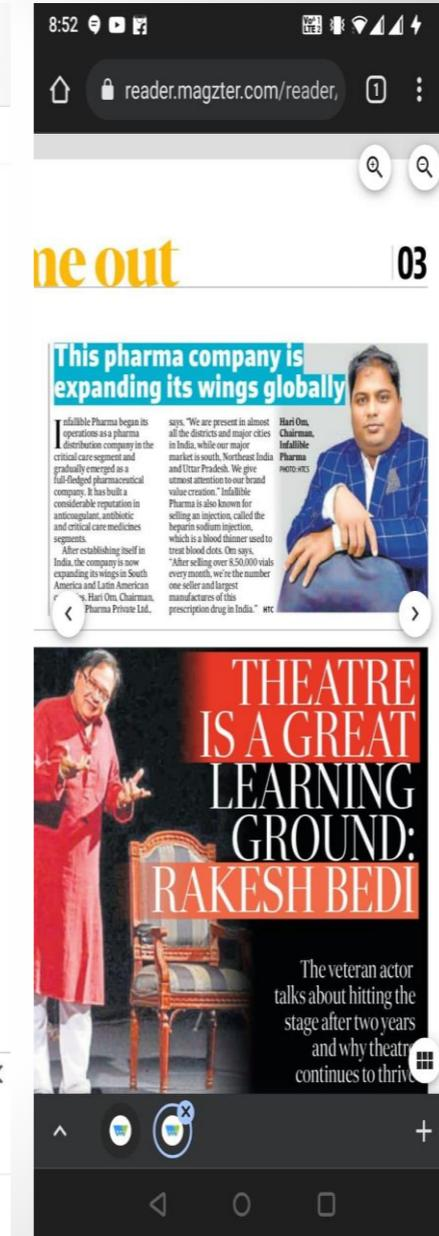 8:52
Vo) 1
LTE 2
reader.magzter.com/reader,
1
me out
03
This pharma company is
expanding its wings globally
Infallible Pharma began its
operations as a pharma
distribution company in the
critical care segment and
gradually emerged as a
full-fledged pharmaceutical
company. It has built a
considerable reputation in
anticoagulant, antibiotic
and critical care medicines
segments.
After establishing itself in
India, the company is now
expanding its wings in South
America and Latin American
s. Hari Om, Chairman,
Pharma Private Ltd.,
says, "We are present in almost
all the districts and major cities
in India, while our major
market is south, Northeast India
and Uttar Pradesh. We give
utmost attention to our brand
value creation." Infallible
Pharma is also known for
selling an injection, called the
heparin sodium injection,
which is a blood thinner used to
treat blood clots. Om says,
"After selling over 8,50,000 vials
every month, we're the number
one seller and largest
manufactures of this
prescription drug in India." HTC
Hari Om,
Chairman,
Infallible
Pharma
PHOTO: HTCS
THEATRE
IS A GREAT
LEARNING
GROUND:
RAKESH BEDI
The veteran actor
talks about hitting the
stage after two years
and why theatre
continues to thrive